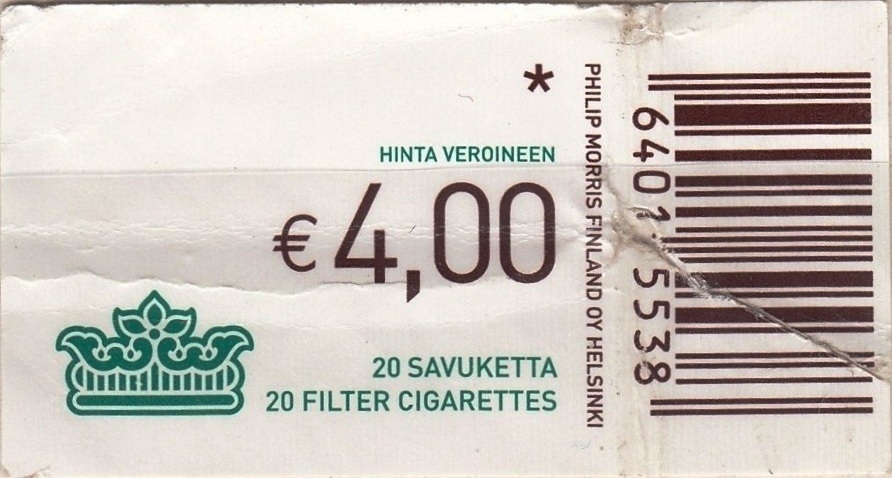 *
HINTA VEROINEEN
€ 4,00
20 SAVUKETTA
20 FILTER CIGARETTES
PHILIP MORRIS FINLAND OY HELSINKI
6401 5538